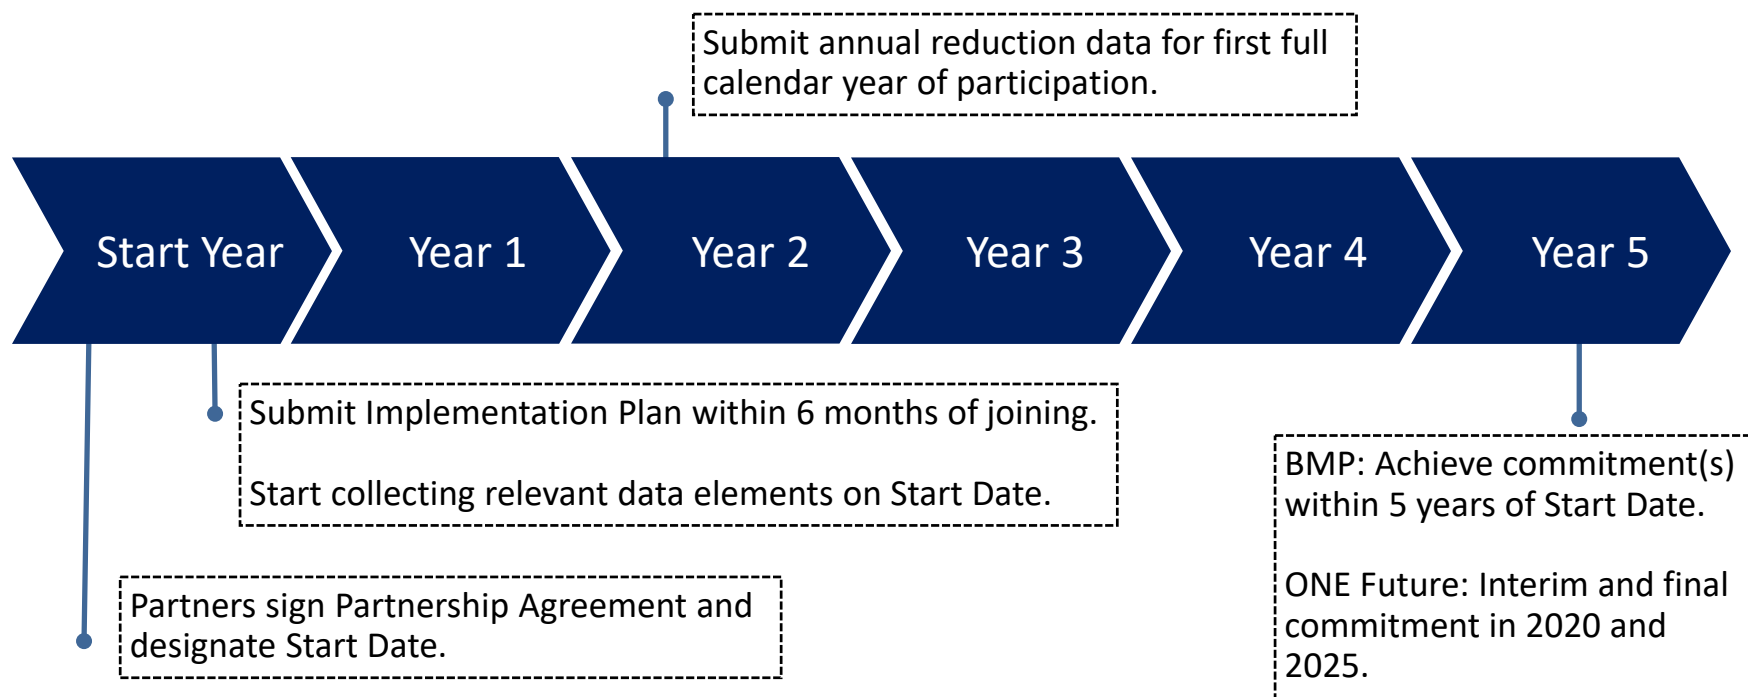 Submit annual reduction data for first full
calendar year of participation.
Start Year
Year 1
Year 2
Year 3
Year 4
Year 5
Submit Implementation Plan within 6 months of joining.
Start collecting relevant data elements on Start Date.
Partners sign Partnership Agreement and
designate Start Date.
BMP: Achieve commitment(s)
within 5 years of Start Date.
ONE Future: Interim and final
commitment in 2020 and
2025.